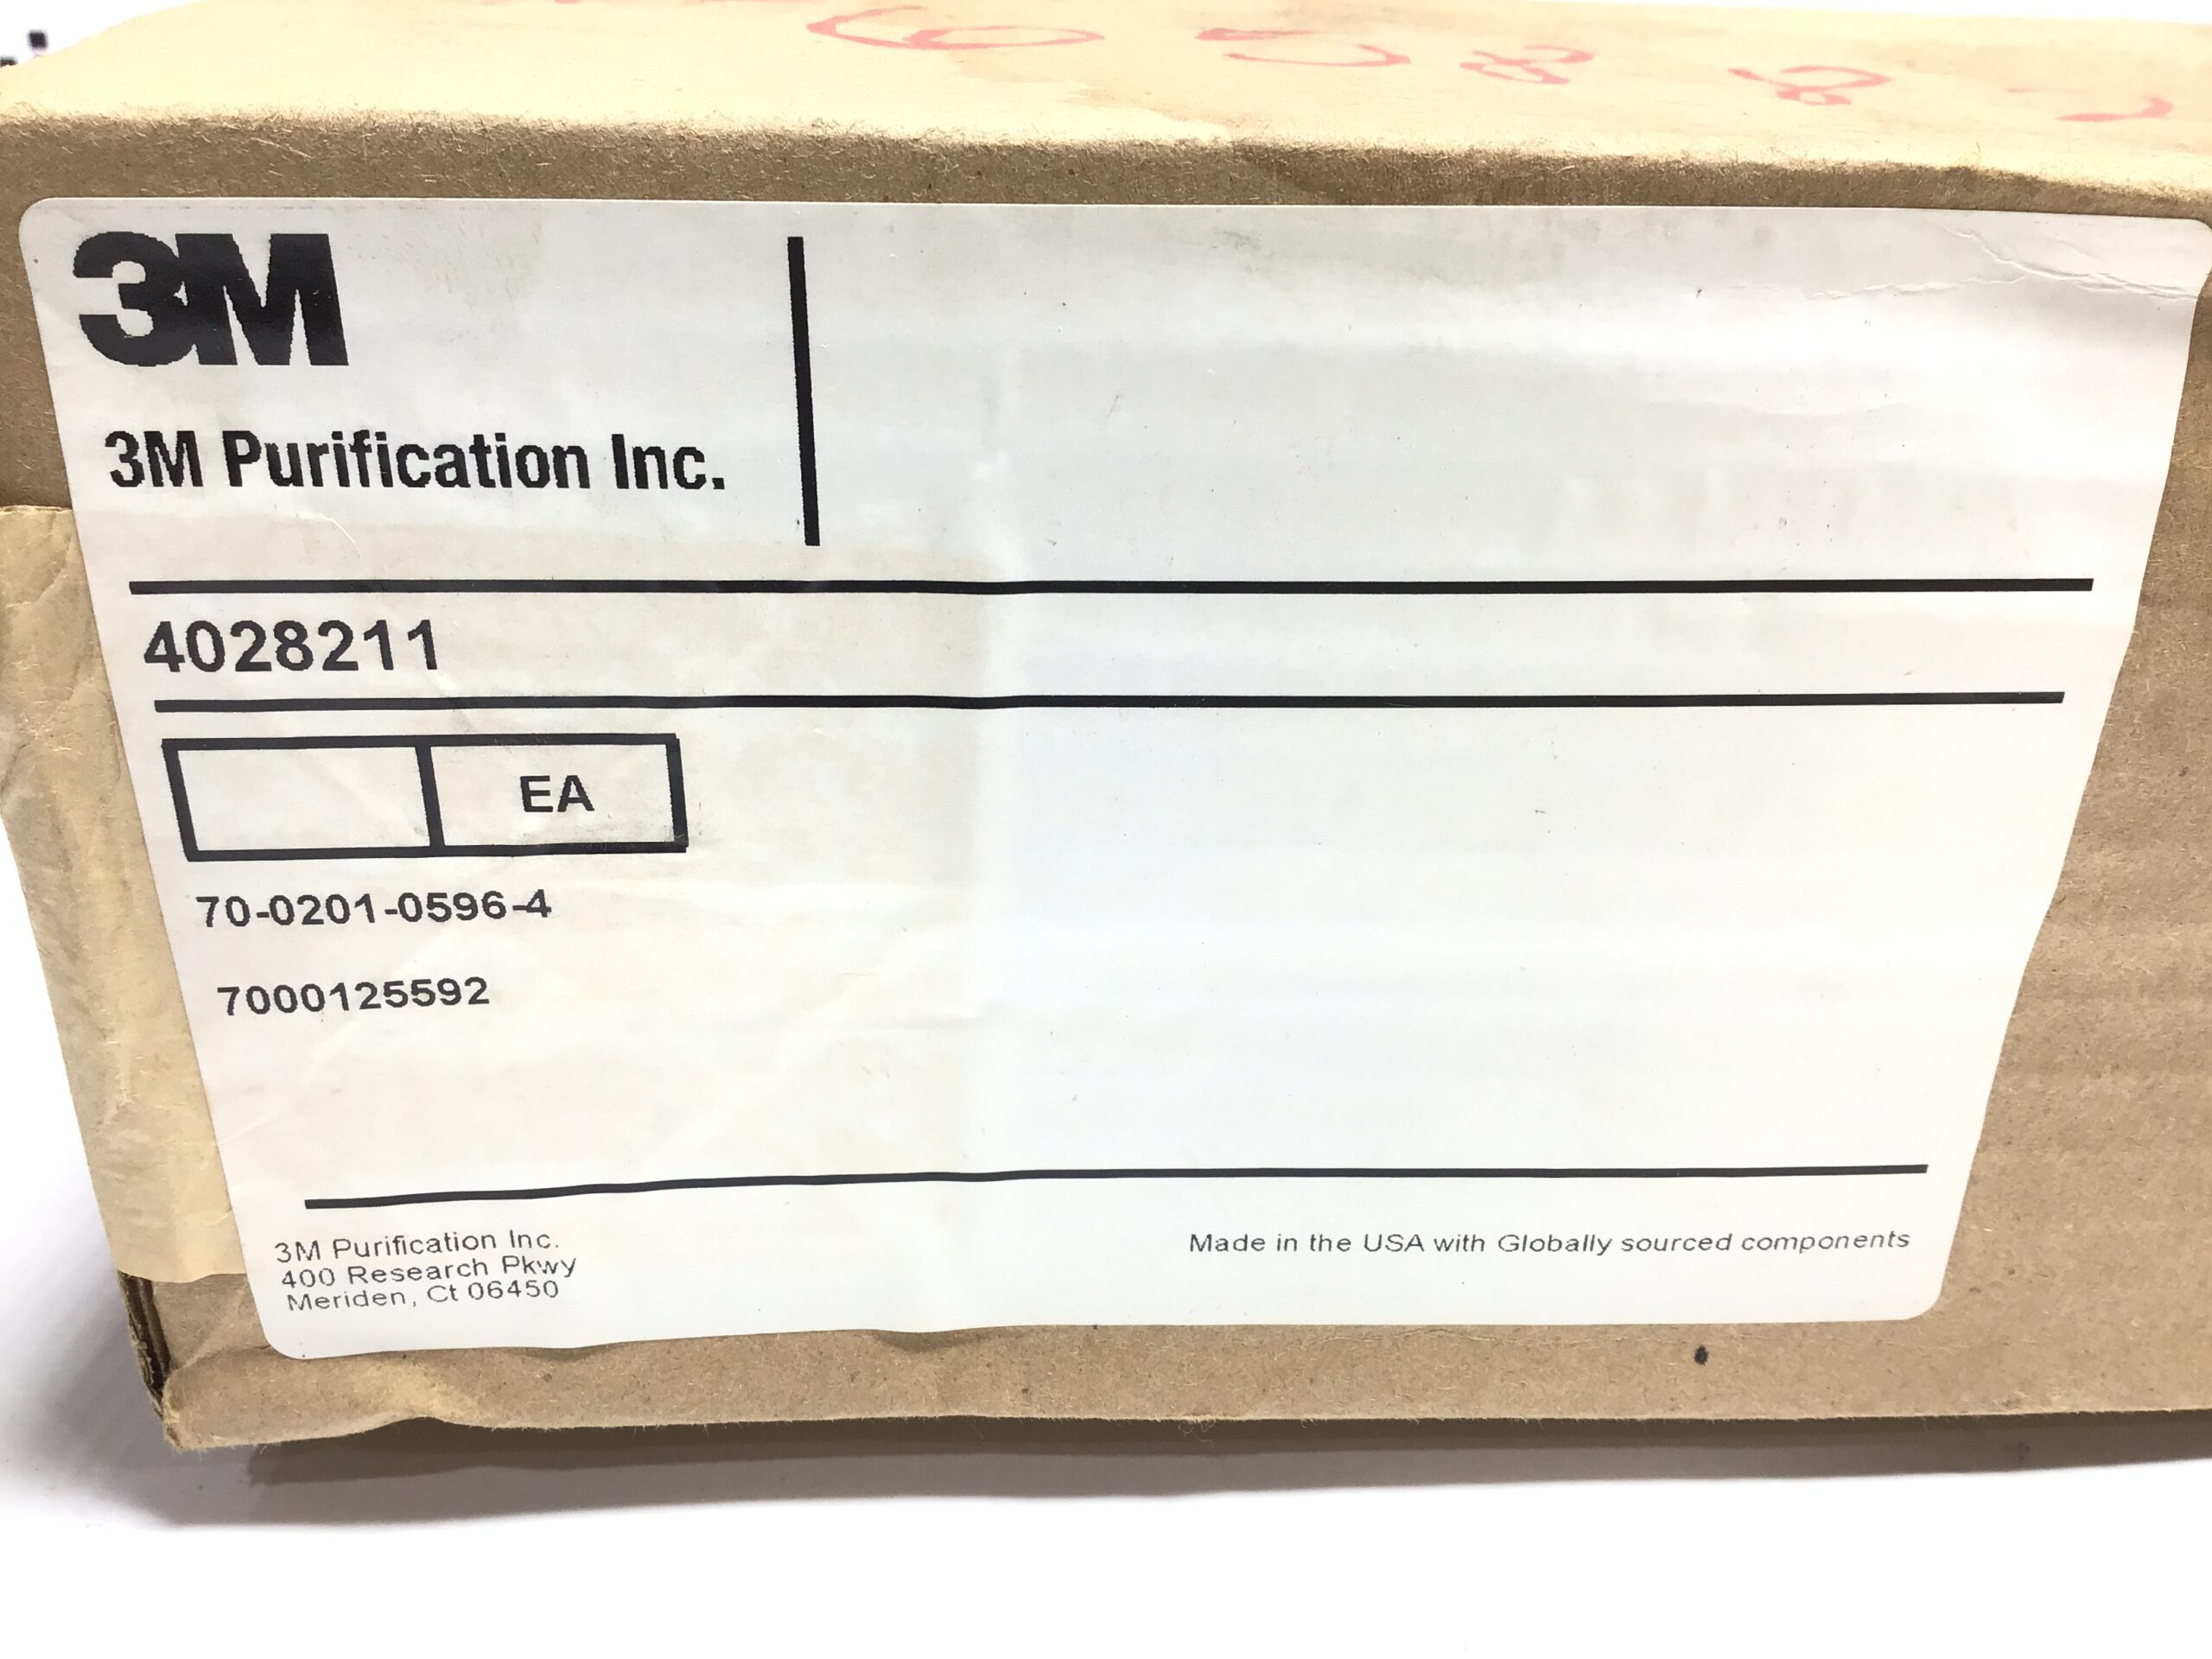 3M
3M Purification Inc.
4028211
EA
70-0201-0596-4
7000125592
3M Purification Inc.
400 Research Pkwy
Meriden, Ct 06450
Made in the USA with Globally sourced components